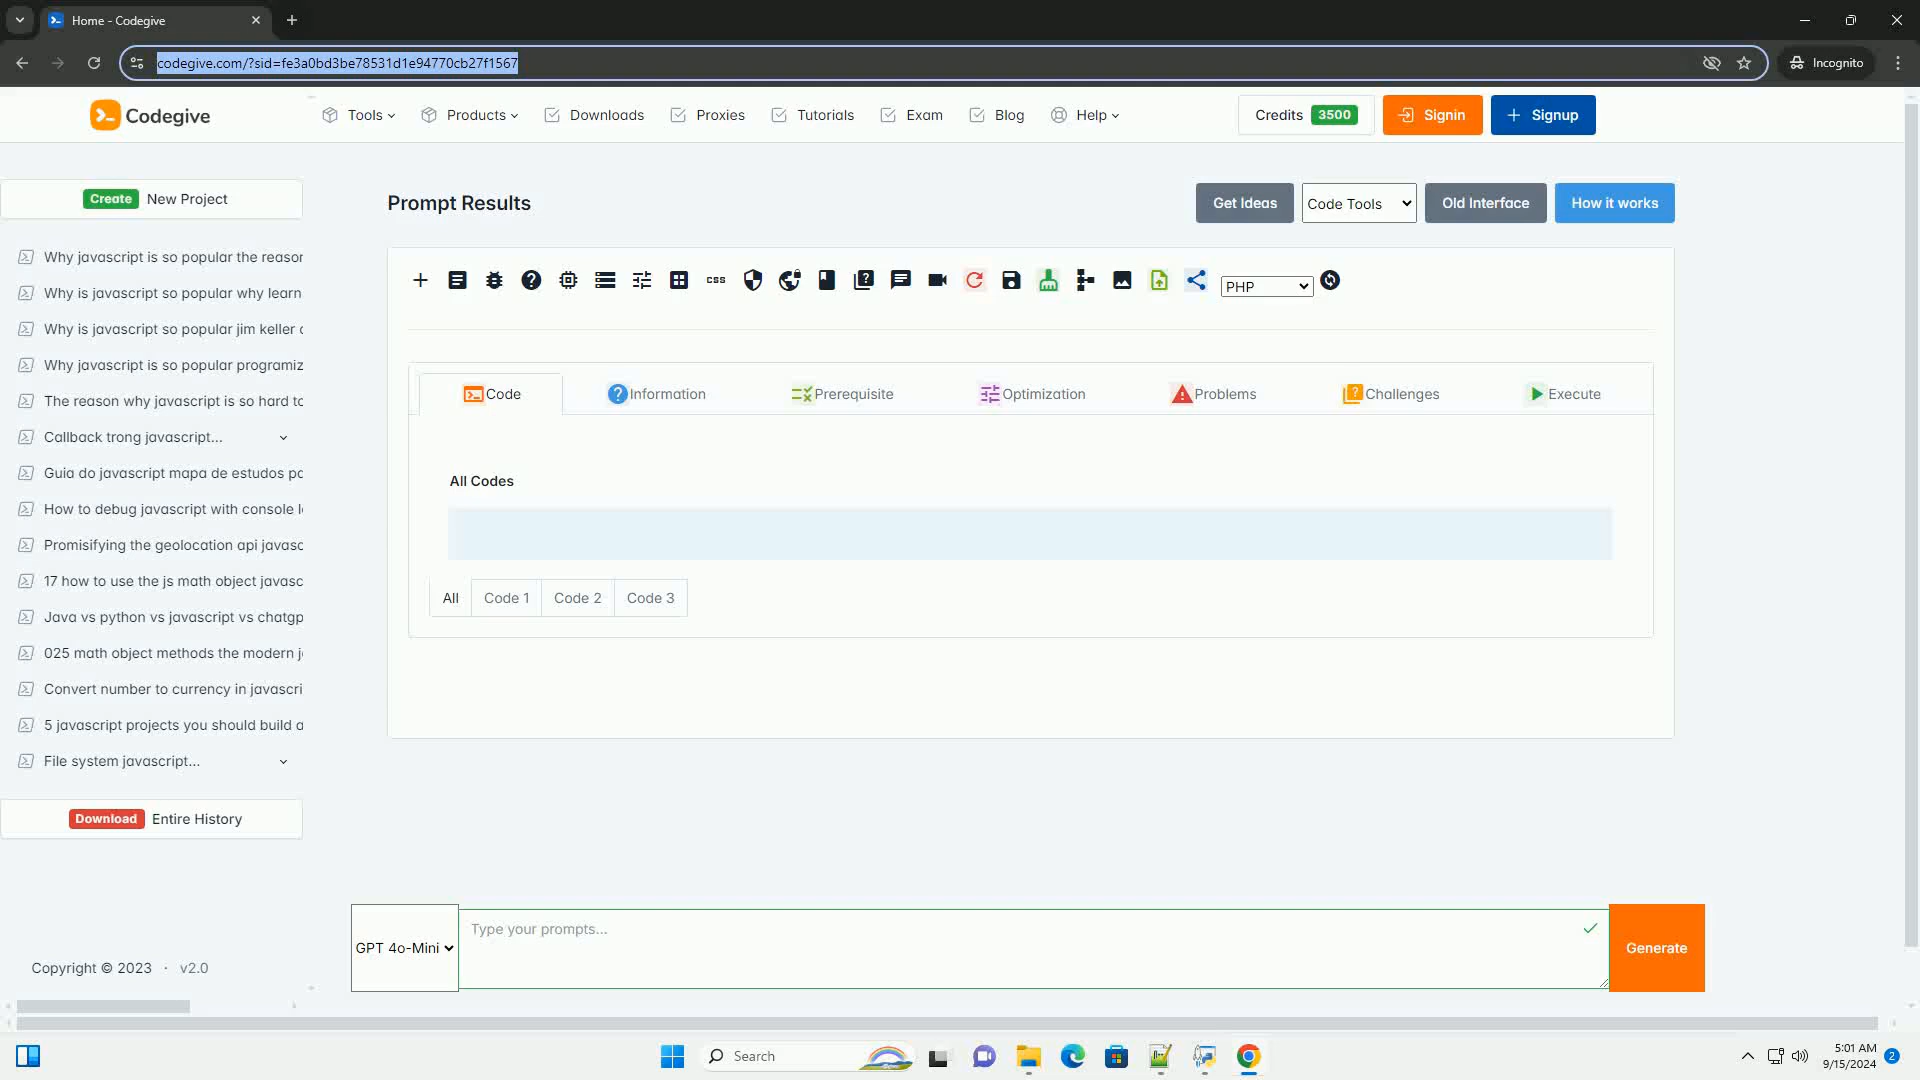 Home - Codegive
codegive.com/?sid=fe3a0bd3be78531d1e94770cb27f1567
Incognito
Codegive
Tools
Products
Downloads
Proxies
Tutorials
Exam
Blog
Help
Credits 3500
Signin
Signup
Create New Project
Why javascript is so popular the reasor
Why is javascript so popular why learn
Why is javascript so popular jim keller
Why javascript is so popular programiz
The reason why javascript is so hard to
Callback trong javascript...
Guia do javascript mapa de estudos
How to debug javascript with console
Promisifying the geolocation api javasc
17 how to use the js math object javasc
Java vs python vs javascript vs chatgp
025 math object methods the modern
Convert number to currency in javascri
5 javascript projects you should build
File system javascript...
Download Entire History
Copyright © 2023 · v2.0
Prompt Results
Get Ideas
Code Tools
Old Interface
How it works
css
PHP
Code
Information
Prerequisite
Optimization
Problems
Challenges
Execute
All Codes
All
Code 1
Code 2
Code 3
GPT 4o-Mini
Type your prompts...
Generate
Search
5:01 AM
9/15/2024
2